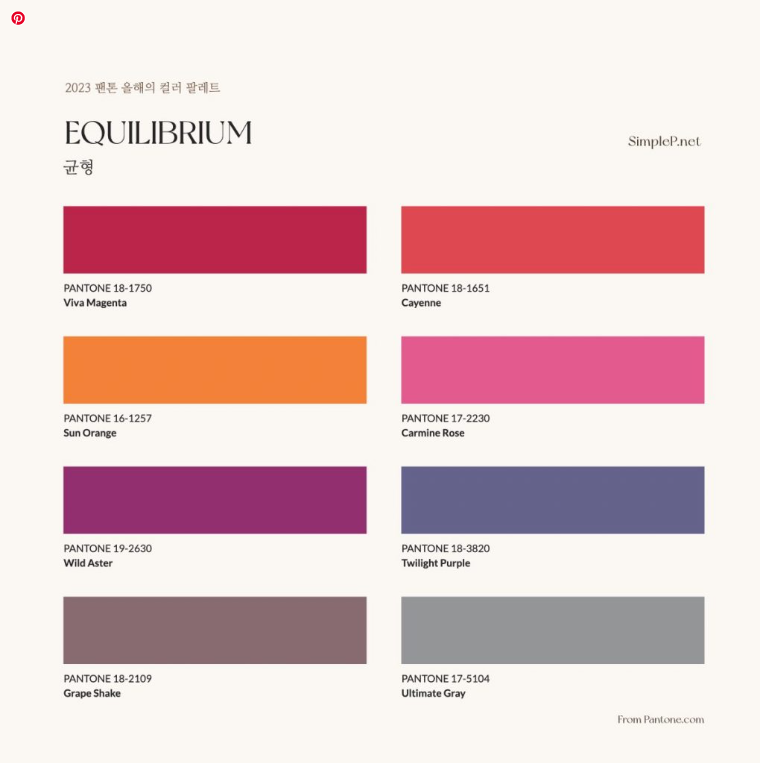 2023 팬톤 올해의 컬러 팔레트
EQUILIBRIUM
균형
SimpleP.net
PANTONE 18-1750
Viva Magenta
PANTONE 18-1651
Cayenne
PANTONE 16-1257
Sun Orange
PANTONE 17-2230
Carmine Rose
PANTONE 19-2630
Wild Aster
PANTONE 18-3820
Twilight Purple
PANTONE 18-2109
Grape Shake
PANTONE 17-5104
Ultimate Gray
From Pantone.com